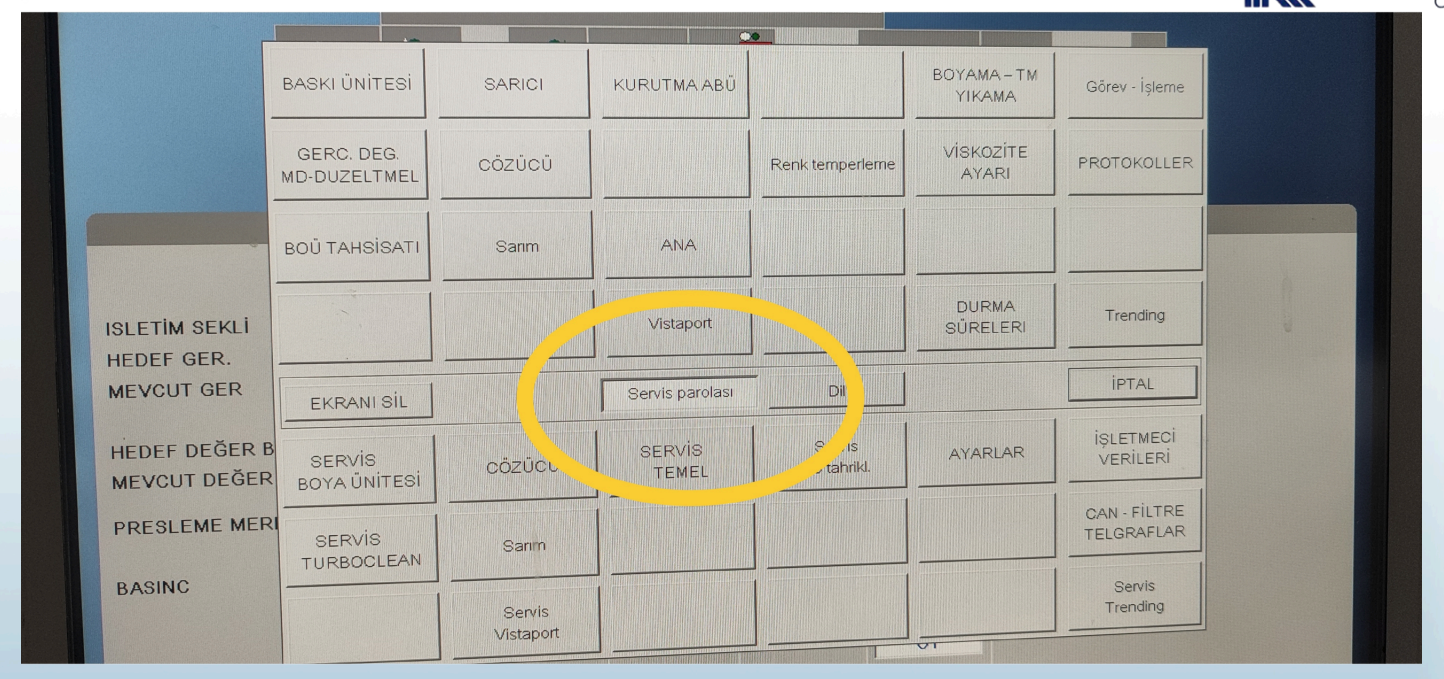 BASKI ÜNİTESİ
SARICI
KURUTMA ABÜ
BOYAMA – TM
YIKAMA
Görev - İşleme
GERC. DEG.
MD-DUZELTMEL
CÖZÜCÜ
Renk temperleme
VİSKOZİTE
AYARI
PROTOKOLLER
BOÜ TAHSİSATI
Sarım
ANA
Vistaport
DURMA
SÜRELERİ
Trending
ISLETİM SEKLİ
HEDEF GER.
MEVCUT GER
EKRANI SİL
Servis parolası
Dil
İPTAL
HEDEF DEĞER B
MEVCUT DEĞER
SERVİS
BOYA ÜNİTESİ
SERVİS
TEMEL
tahrikl.
AYARLAR
İŞLETMECİ
VERİLERİ
PRESLEME
SERVİS
TURBOCLEAN
Sarım
CAN - FİLTRE
TELGRAFLAR
BASINC
Servis
Vistaport
Servis
Trending